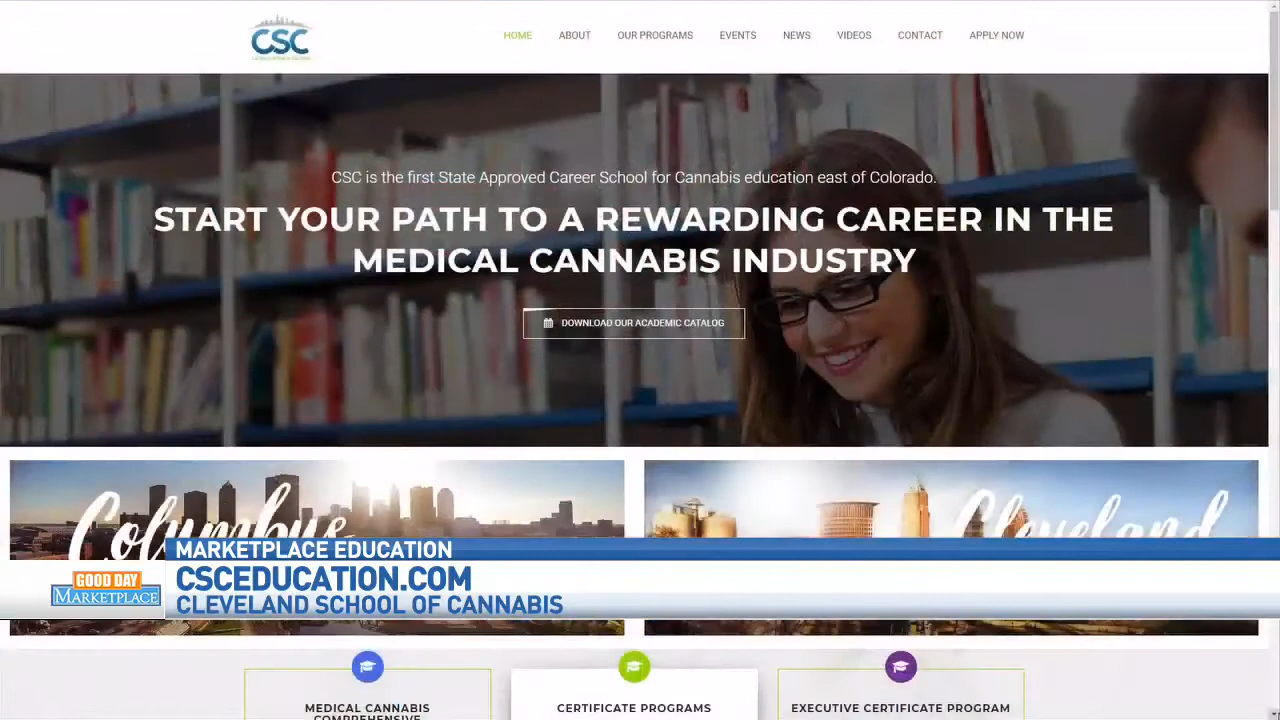 CSC
HOME ABOUT OUR PROGRAMS EVENTS NEWS VIDEOS CONTACT APPLY NOW
CSC is the first State Approved Career School for Cannabis education east of Colorado.
START YOUR PATH TO A REWARDING CAREER IN THE
MEDICAL CANNABIS INDUSTRY
DOWNLOAD OUR ACADEMIC CATALOG
Columbus
Cleveland
MARKETPLACE EDUCATION
GOOD DAY
MARKETPLACE
CSCEDUCATION.COM
CLEVELAND SCHOOL OF CANNABIS
MEDICAL CANNABIS
COMPREHENSIVE
CERTIFICATE PROGRAMS
EXECUTIVE CERTIFICATE PROGRAM